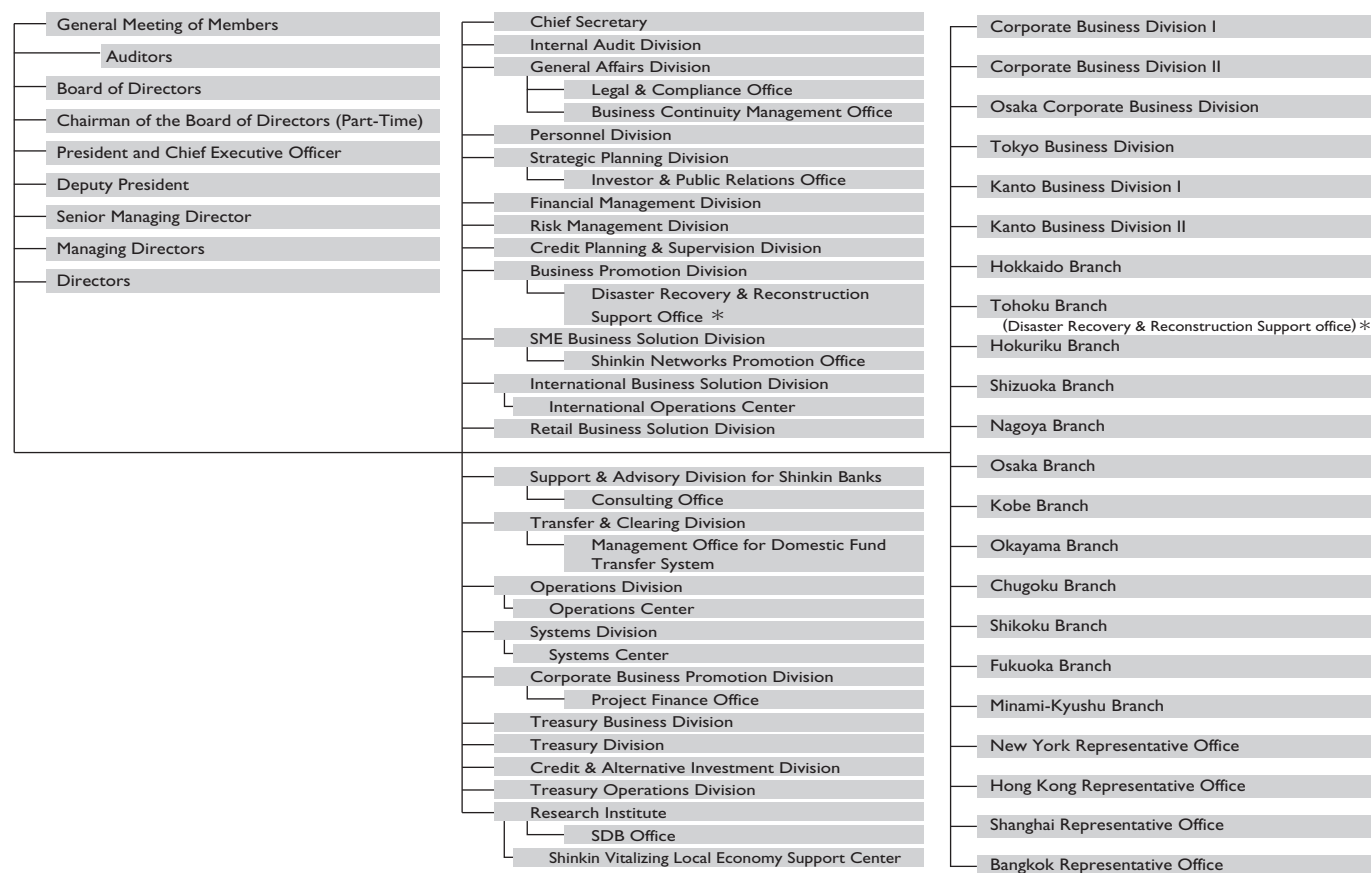 General Meeting of Members
Auditors
Board of Directors
Chairman of the Board of Directors (Part-Time)
President and Chief Executive Officer
Deputy President
Senior Managing Director
Managing Directors
Directors
Chief Secretary
Internal Audit Division
General Affairs Division
Legal & Compliance Office
Business Continuity Management Office
Personnel Division
Strategic Planning Division
Investor & Public Relations Office
Financial Management Division
Risk Management Division
Credit Planning & Supervision Division
Business Promotion Division
Disaster Recovery & Reconstruction
Support Office *
SME Business Solution Division
Shinkin Networks Promotion Office
International Business Solution Division
International Operations Center
Retail Business Solution Division
Support & Advisory Division for Shinkin Banks
Consulting Office
Transfer & Clearing Division
Management Office for Domestic Fund
Transfer System
Operations Division
Operations Center
Systems Division
Systems Center
Corporate Business Promotion Division
Project Finance Office
Treasury Business Division
Treasury Division
Credit & Alternative Investment Division
Treasury Operations Division
Research Institute
SDB Office
Shinkin Vitalizing Local Economy Support Center
Corporate Business Division I
Corporate Business Division II
Osaka Corporate Business Division
Tokyo Business Division
Kanto Business Division I
Kanto Business Division II
Hokkaido Branch
Tohoku Branch
(Disaster Recovery & Reconstruction Support office) *
Hokuriku Branch
Shizuoka Branch
Nagoya Branch
Osaka Branch
Kobe Branch
Okayama Branch
Chugoku Branch
Shikoku Branch
Fukuoka Branch
Minami-Kyushu Branch
New York Representative Office
Hong Kong Representative Office
Shanghai Representative Office
Bangkok Representative Office